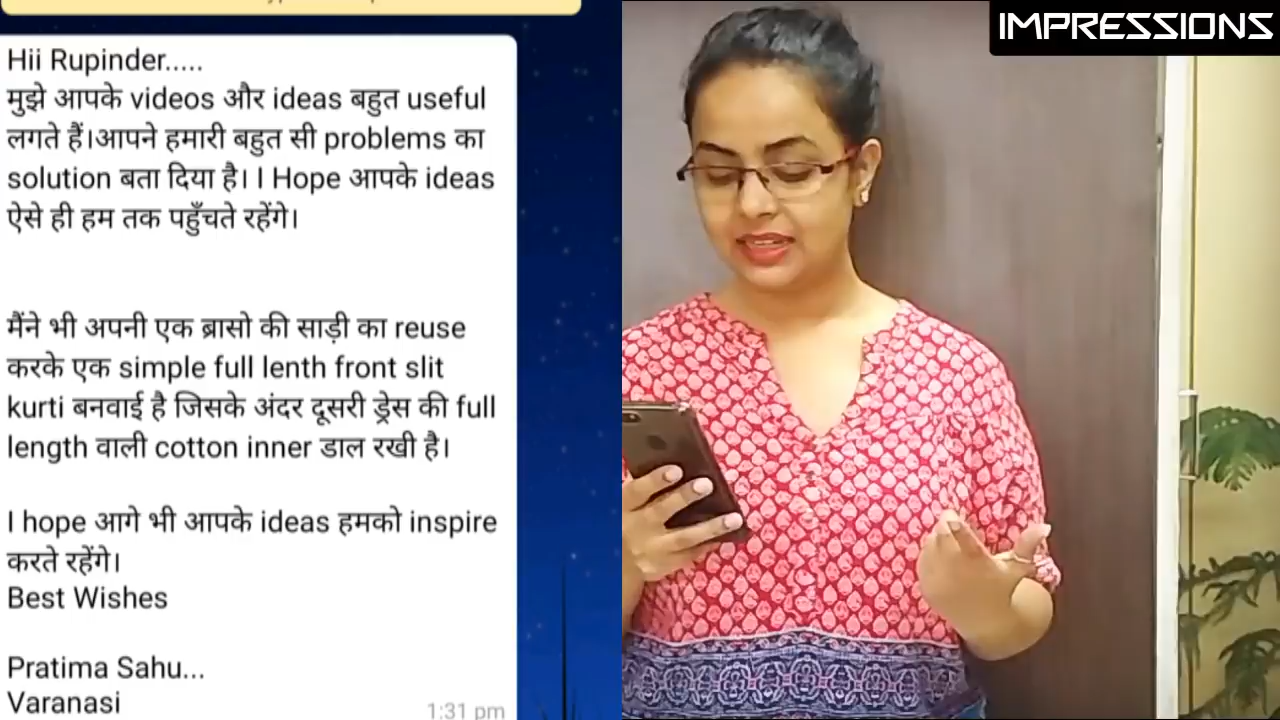 IMPRESSIONS
Hii Rupinder.....
मुझे आपके videos और ideas बहुत useful
लगते हैं।आपने हमारी बहुत सी problems का
solution बता दिया है। I Hope आपके ideas
ऐसे ही हम तक पहुँचते रहेंगे।
मैंने भी अपनी एक ब्रासो की साड़ी का reuse
करके एक simple full lenth front slit
kurti बनवाई है जिसके अंदर दूसरी ड्रेस की full
length वाली cotton inner डाल रखी है।
I hope आगे भी आपके ideas हमको inspire
करते रहेंगे।
Best Wishes
Pratima Sahu...
Varanasi
1:31 pm